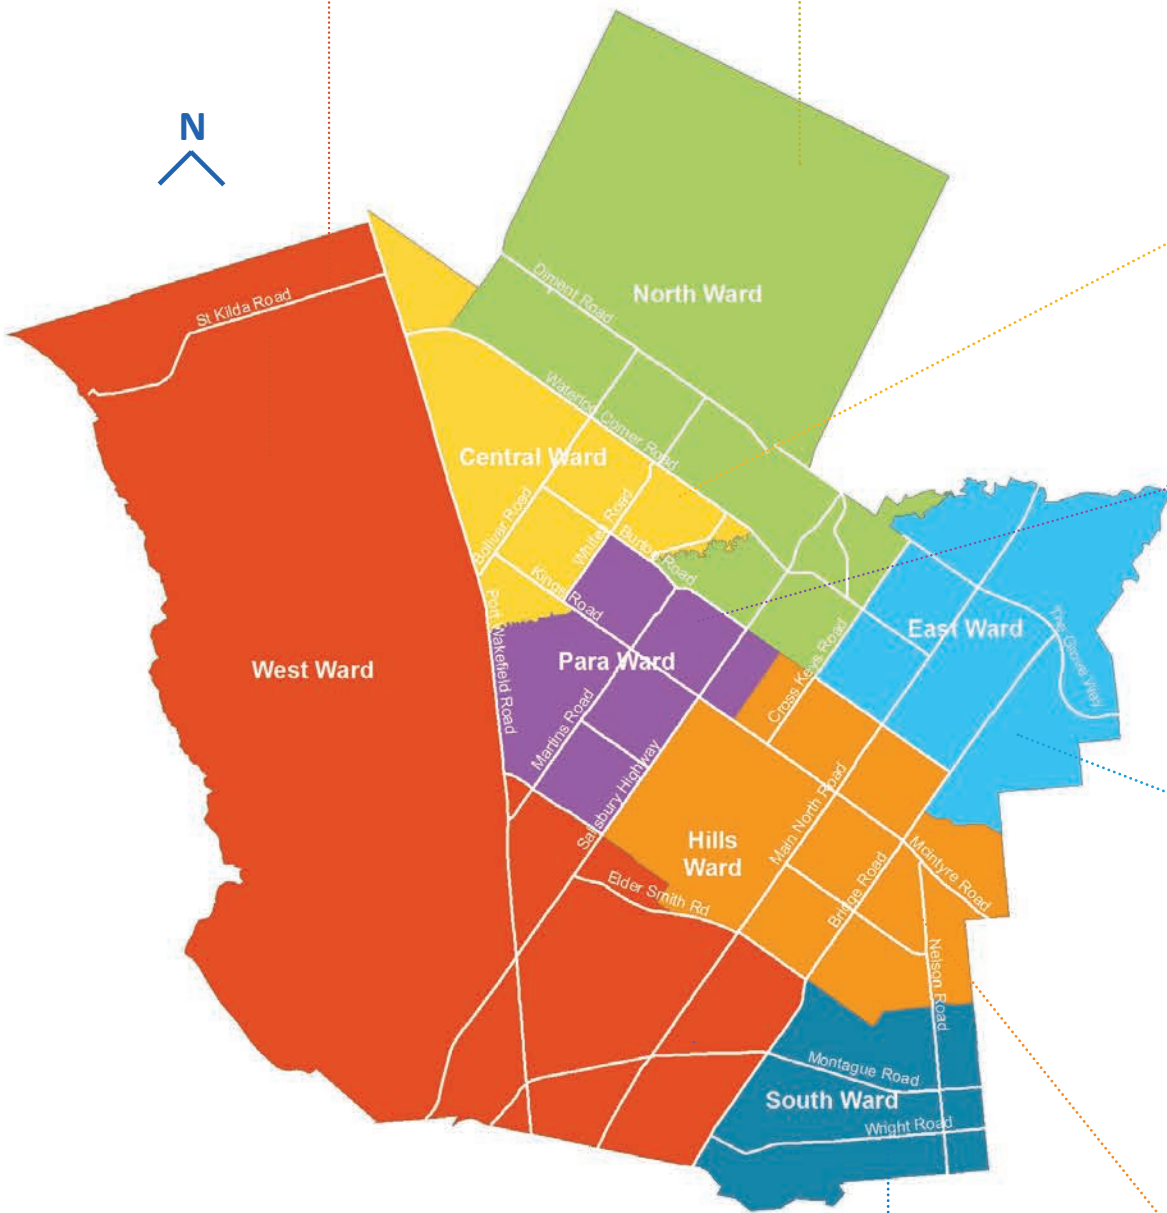 N
St Kilda Road
Diment Road
North Ward
Waterloo Corner Road
Central Ward
Bolivar Road
Whites Road
Burton Road
Kings Road
Port Wakefield Road
East Ward
The Grove Way
West Ward
Para Ward
Cross Keys Road
Martins Road
Salisbury Highway
Main North Road
Hills
Ward
McIntyre Road
Bridge Road
Elder Smith Rd
Nelson Road
Montague Road
South Ward
Wright Road